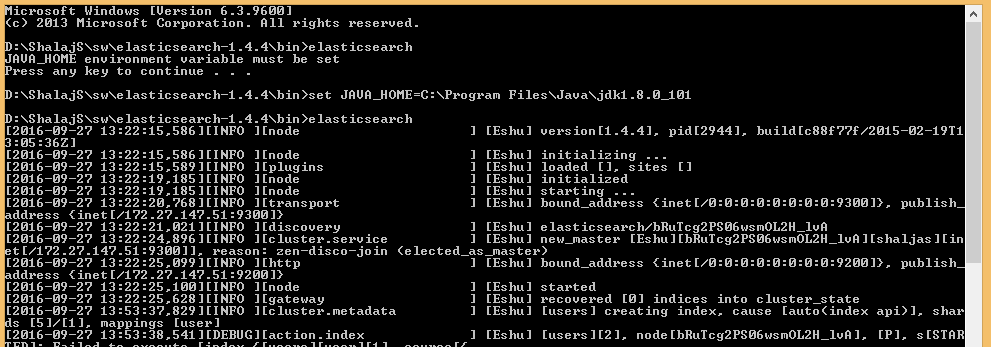 Microsoft Windows [Version 6.3.9600]
(c) 2013 Microsoft Corporation. All rights reserved.
D:\ShalajS\sw\elasticsearch-1.4.4\bin>elasticsearch
JAVA_HOME environment variable must be set
Press any key to continue . . .
D:\ShalajS\sw\elasticsearch-1.4.4\bin>set JAVA_HOME=C:\Program Files\Java\jdk1.8.0_101
D:\ShalajS\sw\elasticsearch-1.4.4\bin>elasticsearch
[2016-09-27 13:22:15,586][INFO ][node                     ] [Eshu] version[1.4.4], pid[2944], build[c88f77f/2015-02-19T1
3:05:36Z]
[2016-09-27 13:22:15,586][INFO ][node                     ] [Eshu] initializing ...
[2016-09-27 13:22:15,589][INFO ][plugins                  ] [Eshu] loaded [], sites []
[2016-09-27 13:22:19,185][INFO ][node                     ] [Eshu] initialized
[2016-09-27 13:22:19,185][INFO ][node                     ] [Eshu] starting ...
[2016-09-27 13:22:20,768][INFO ][transport                ] [Eshu] bound_address {inet[/0:0:0:0:0:0:0:0:9300]}, publish_
address {inet[/172.27.147.51:9300]}
[2016-09-27 13:22:21,021][INFO ][discovery                ] [Eshu] elasticsearch/bRuTcg2PS06wsmOL2H_lvA
[2016-09-27 13:22:24,896][INFO ][cluster.service          ] [Eshu] new_master [Eshu][bRuTcg2PS06wsmOL2H_lvA][shaljas][in
et[/172.27.147.51:9300]], reason: zen-disco-join (elected_as_master)
[2016-09-27 13:22:25,099][INFO ][http                     ] [Eshu] bound_address {inet[/0:0:0:0:0:0:0:0:9200]}, publish_
address {inet[/172.27.147.51:9200]}
[2016-09-27 13:22:25,100][INFO ][node                     ] [Eshu] started
[2016-09-27 13:22:25,628][INFO ][gateway                  ] [Eshu] recovered [0] indices into cluster_state
[2016-09-27 13:53:37,829][INFO ][cluster.metadata         ] [Eshu] [users] creating index, cause [auto(index api)], shar
ds [5]/[1], mappings [user]
[2016-09-27 13:53:38,541][DEBUG][action.index             ] [Eshu] [users][2], node[bRuTcg2PS06wsmOL2H_lvA], [P], s[STAR
TED]: Failed to execute [index {[users][user][1], source[{